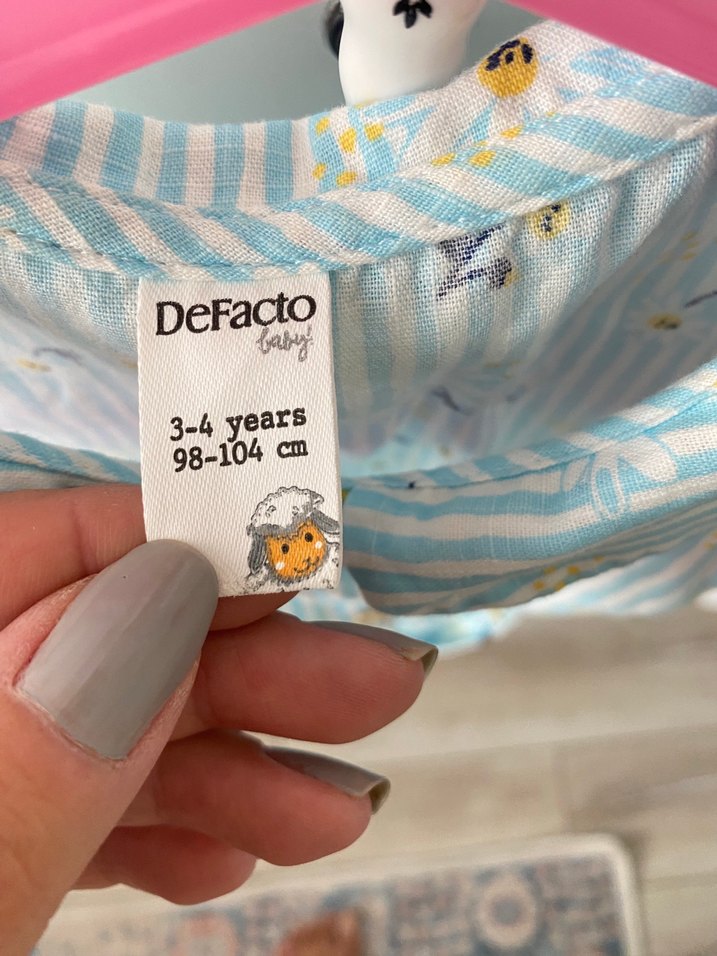 DeFacto
baby!
3-4 years
98-104 cm